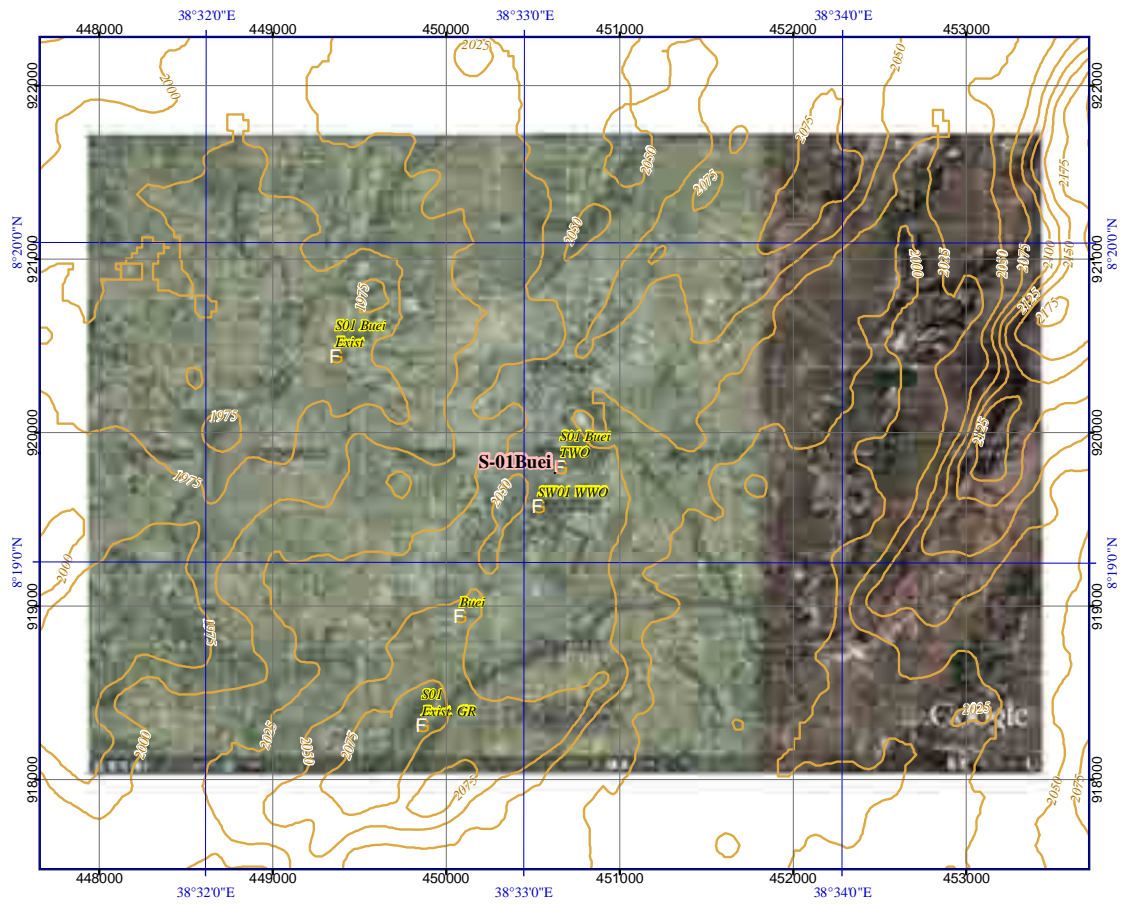 38°32'0"E 38°33'0"E 38°34'0"E
448000 449000 450000 451000 452000 453000
2025
2050
2000
922000
922000
2075
2050
2075
2175
2050
8°20'0"N
8°20'0"N
921000
921000
2000
2025
2050
2075
2100
2150
1975
2125
2175
S01 Buei
Exist
F
1975
920000
920000
2125
S01 Buei
TWO
S-01Buei
F
1975
2050
SW01 WWO
F
8°19'0"N
8°19'0"N
2000
919000
919000
Buei
F
1975
S01
Exist. GR
F
2025
Google
2000
2025
2050
2075
918000
918000
2075
2050
2075
448000 449000 450000 451000 452000 453000
38°32'0"E 38°33'0"E 38°34'0"E